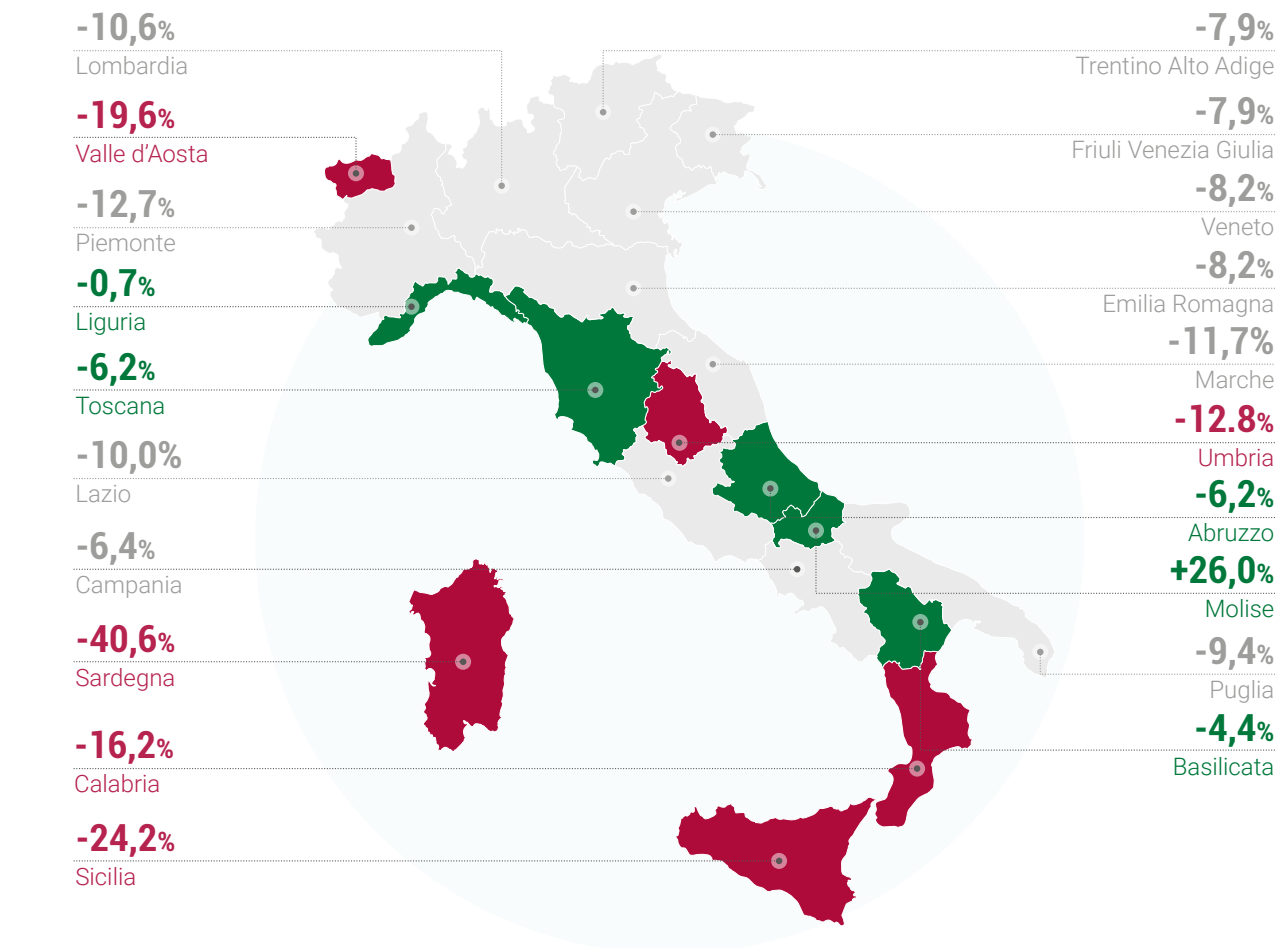 -10,6%
Lombardia
-19,6%
Valle d'Aosta
-12,7%
Piemonte
-0,7%
Liguria
-6,2%
Toscana
-10,0%
Lazio
-6,4%
Campania
-40,6%
Sardegna
-16,2%
Calabria
-24,2%
Sicilia
-7,9%
Trentino Alto Adige
-7,9%
Friuli Venezia Giulia
-8,2%
Veneto
-8,2%
Emilia Romagna
-11,7%
Marche
-12.8%
Umbria
-6,2%
Abruzzo
+26,0%
Molise
-9,4%
Puglia
-4,4%
Basilicata